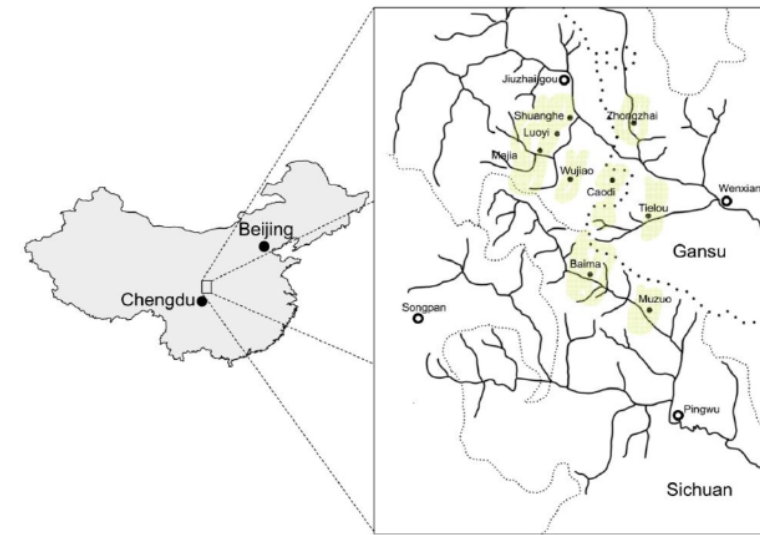 Beijing
Chengdu
Jiuzhaigou
Shuanghe
Zhongzhai
Luoyi
Majia
Wujiao
Caodi
Wenxian
Tielou
Gansu
Baima
Songpan
Muzuo
Pingwu
Sichuan